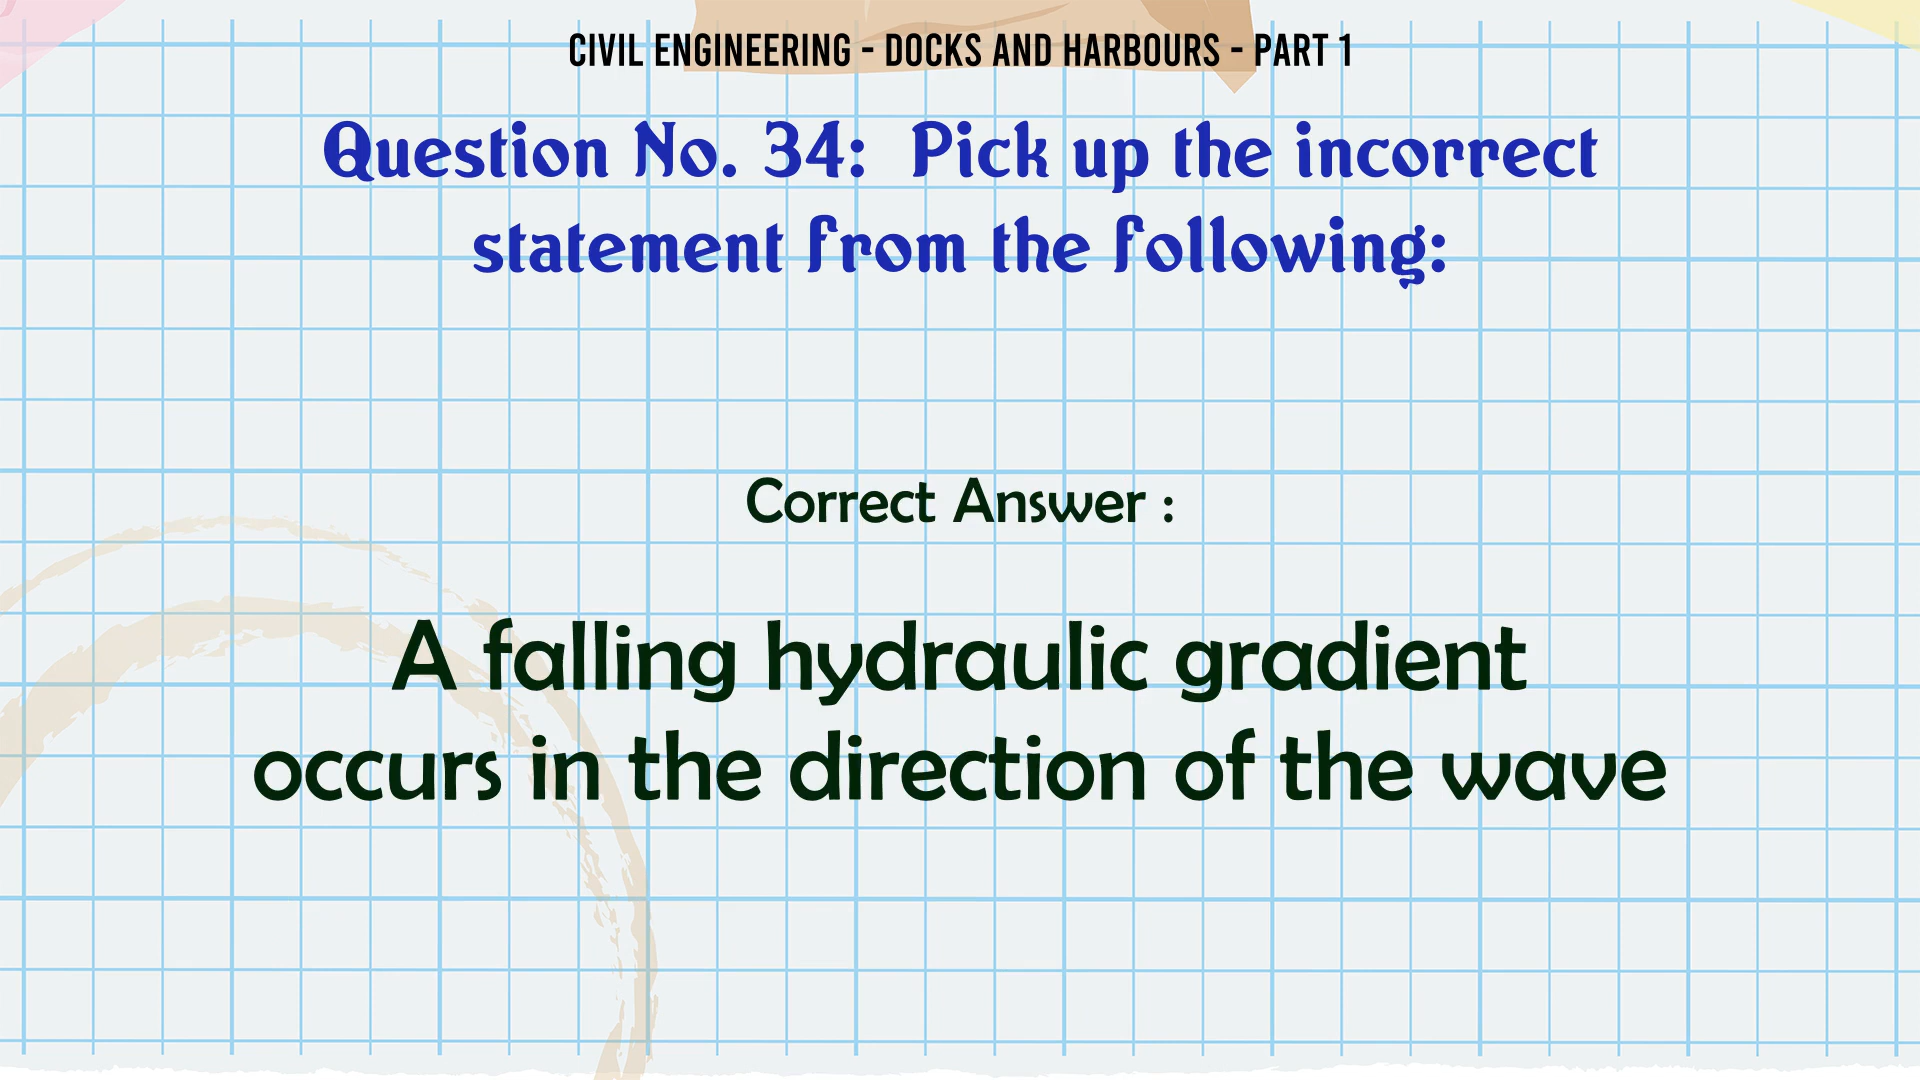 CIVIL ENGINEERING - DOCKS AND HARBOURS - PART 1
Question No. 34: Pick up the incorrect
statement from the following:
Correct Answer :
A falling hydraulic gradient
occurs in the direction of the wave